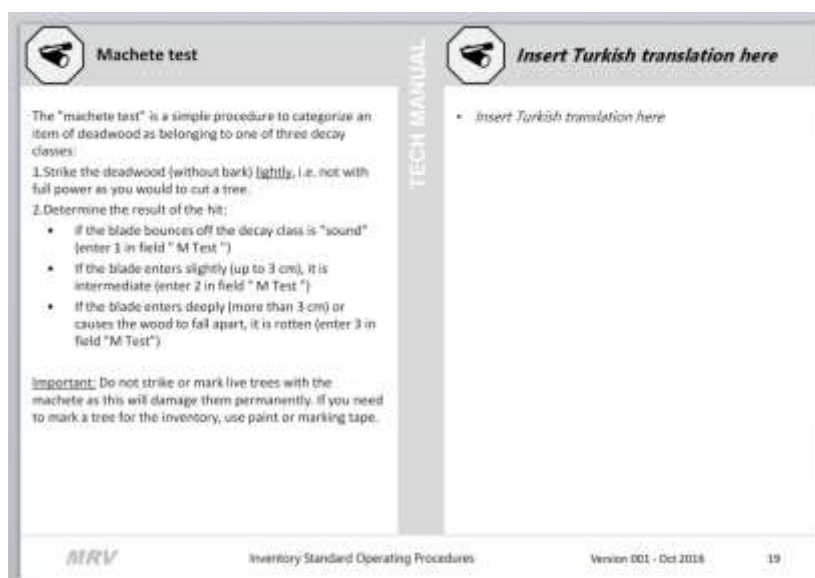 Machete test
The "machete test" is a simple procedure to categorize an
item of deadwood as belonging to one of three decay
classes:
1.Strike the deadwood (without bark) lightly, i.e. not with
full power as you would to cut a tree.
2.Determine the result of the hit:
• if the blade bounces off the decay class is "sound"
(enter 1 in field " M Test ")
• If the blade enters slightly (up to 3 cm), it is
intermediate (enter 2 in field " M Test ")
• If the blade enters deeply (more than 3 cm) or
causes the wood to fall apart, it is rotten (enter 3 in
field "M Test")
Important: Do not strike or mark live trees with the
machete as this will damage them permanently. If you need
to mark a tree for the inventory, use paint or marking tape.
TECH MANUAL
Insert Turkish translation here
• Insert Turkish translation here
MRV
Inventory Standard Operating Procedures
Version 001 - Oct 2016
19